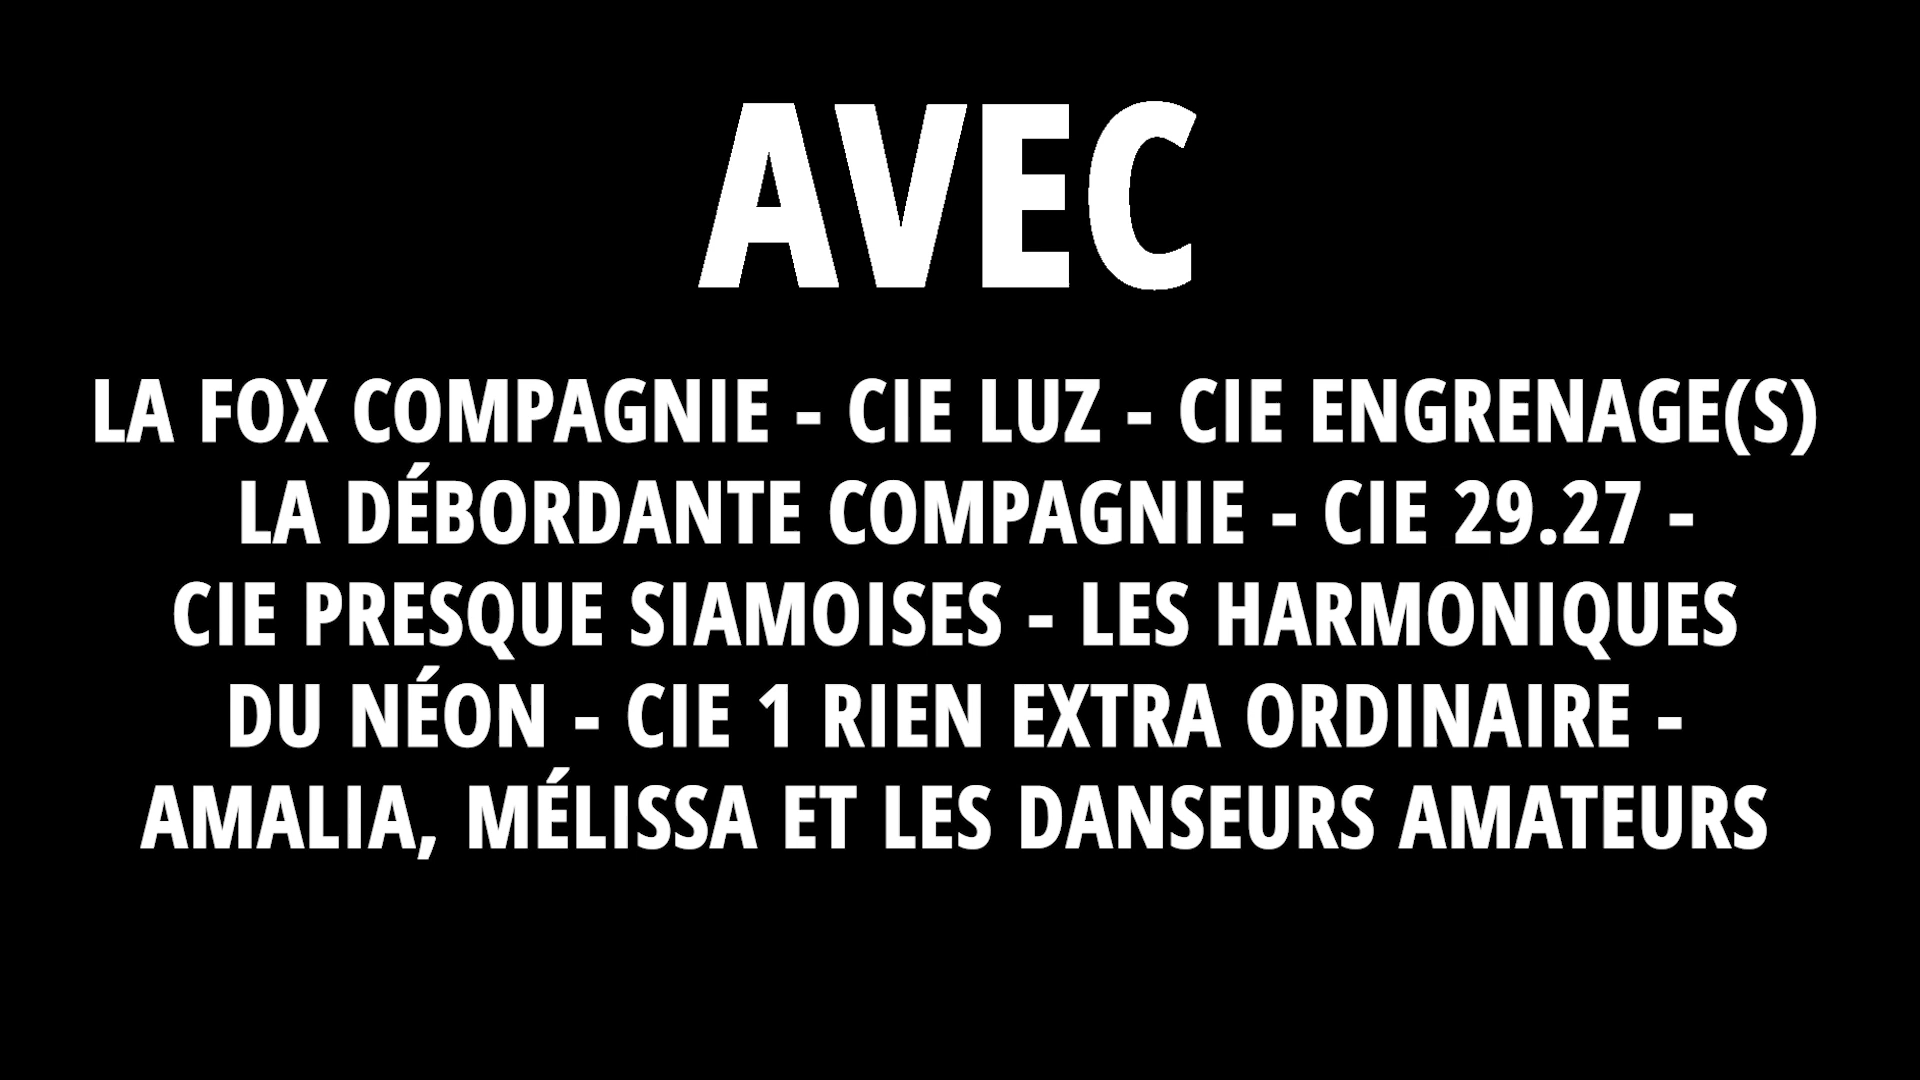 AVEC
LA FOX COMPAGNIE - CIE LUZ - CIE ENGRENAGE(S)
LA DÉBORDANTE COMPAGNIE - CIE 29.27 -
CIE PRESQUE SIAMOISES - LES HARMONIQUES
DU NÉON - CIE 1 RIEN EXTRA ORDINAIRE -
AMALIA, MÉLISSA ET LES DANSEURS AMATEURS